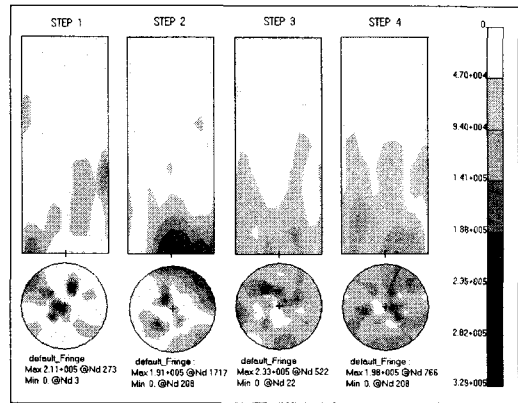 STEP 1 STEP 2 STEP 3 STEP 4
0
4.70+004
9.40+004
1.41+005
1.88+005
2.35+005
2.82+005
3.29+005
default_Fringe
Max 2.11+005 @Nd 273
Min 0. @Nd 3
default_Fringe :
Max 1.91+005 @Nd 1717
Min 0. @Nd 208
default_Fringe :
Max 2.33+005 @Nd 522
Min 0. @Nd 22
default_Fringe :
Max 1.98+005 @Nd 766
Min 0. @Nd 208